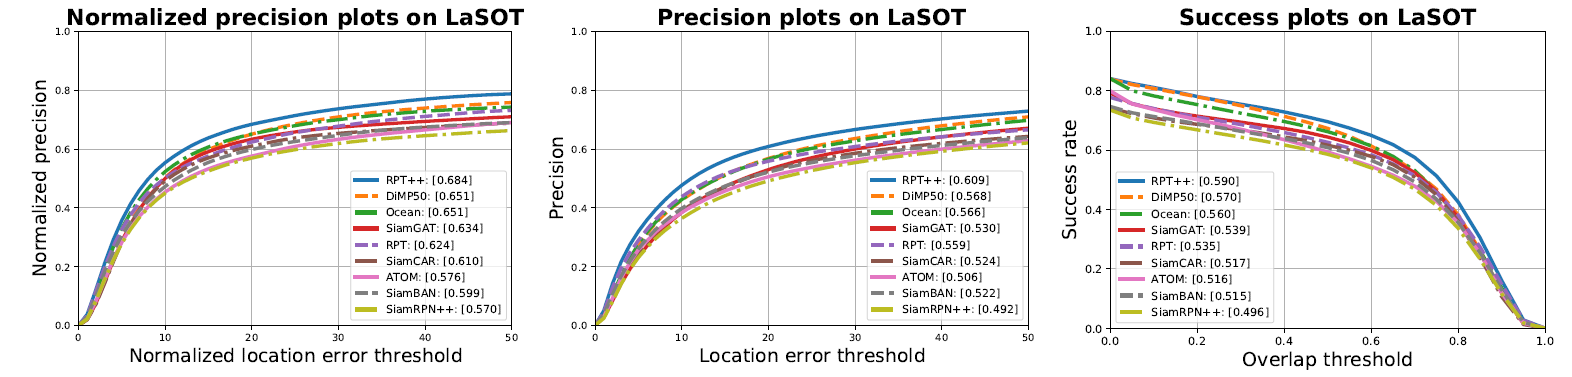 Normalized precision plots on LaSOT
Normalized precision
1.0
0.8
0.6
0.4
0.2
0.0
RPT++: [0.684]
DiMP50: [0.651]
Ocean: [0.651]
SiamGAT: [0.634]
RPT: [0.624]
SiamCAR: [0.610]
ATOM: [0.576]
SiamBAN: [0.599]
SiamRPN++: [0.570]
0 10 20 30 40 50
Normalized location error threshold
Precision plots on LaSOT
Precision
1.0
0.8
0.6
0.4
0.2
0.0
RPT++: [0.609]
DiMP50: [0.568]
Ocean: [0.566]
SiamGAT: [0.530]
RPT: [0.559]
SiamCAR: [0.524]
ATOM: [0.506]
SiamBAN: [0.522]
SiamRPN++: [0.492]
0 10 20 30 40 50
Location error threshold
Success plots on LaSOT
Success rate
1.0
0.8
0.6
0.4
0.2
0.0
RPT++: [0.590]
DiMP50: [0.570]
Ocean: [0.560]
SiamGAT: [0.539]
RPT: [0.535]
SiamCAR: [0.517]
ATOM: [0.516]
SiamBAN: [0.515]
SiamRPN++: [0.496]
0.0 0.2 0.4 0.6 0.8 1.0
Overlap threshold